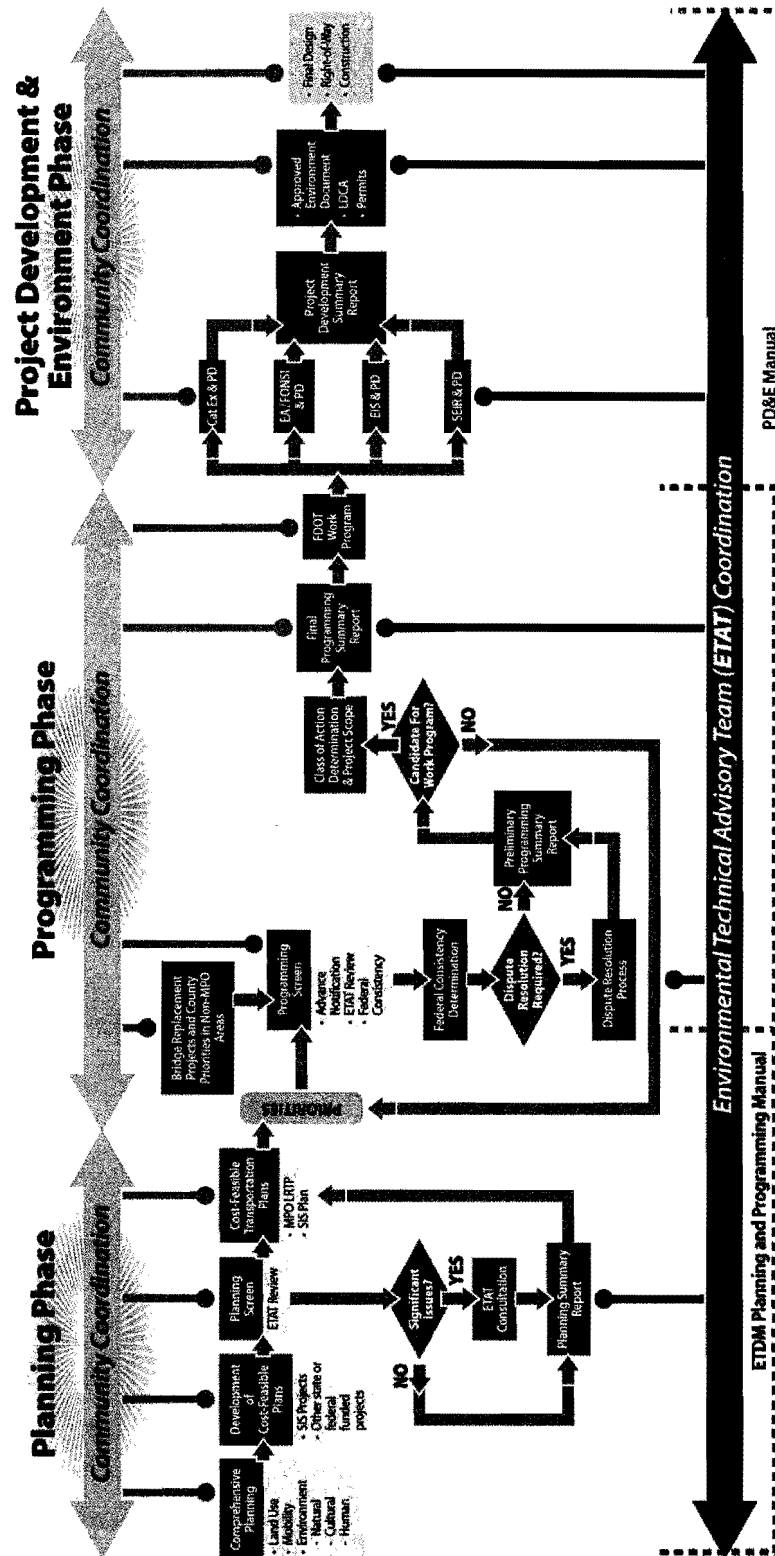 Planning Phase
Programming Phase
Project Development &
Environment Phase
Community Coordination
Community Coordination
Community Coordination
Comprehensive
Planning
• Land Use
• Mobility
• Environment
• Natural
• Cultural
• Human
Development
of
Cost-Feasible
Plans
• SIS Projects
• Other state or
federal
funded
projects
Planning
Screen
ETAT Review
Cost-Feasible
Transportation
Plans
• MPO LRTP
• SIS Plan
Significant
Issues?
NO
YES
ETAT
Consultation
Planning Summary
Report
PRIORITIES
Bridge Replacement
Projects and County
Priorities in Non-MPO
Areas
Programming
Screen
• Advance
Notification
• ETAT Review
• Federal
Consistency
Federal Consistency
Determination
Dispute
Resolution
Required?
NO
YES
Dispute Resolution
Process
Preliminary
Programming
Summary
Report
Candidate For
Work Program?
YES
NO
Class of Action
Determination
& Project Scope
Final
Programming
Summary
Report
FDOT
Work
Program
Cat Ex & PD
EA/FONSI
& PD
EIS & PD
SEIR & PD
Project
Development
Summary
Report
• Approved
Environment
Document
• LDCA
• Permits
• Final Design
• Right-of-Way
• Construction
Environmental Technical Advisory Team (ETAT) Coordination
ETDM Planning and Programming Manual
PD&E Manual